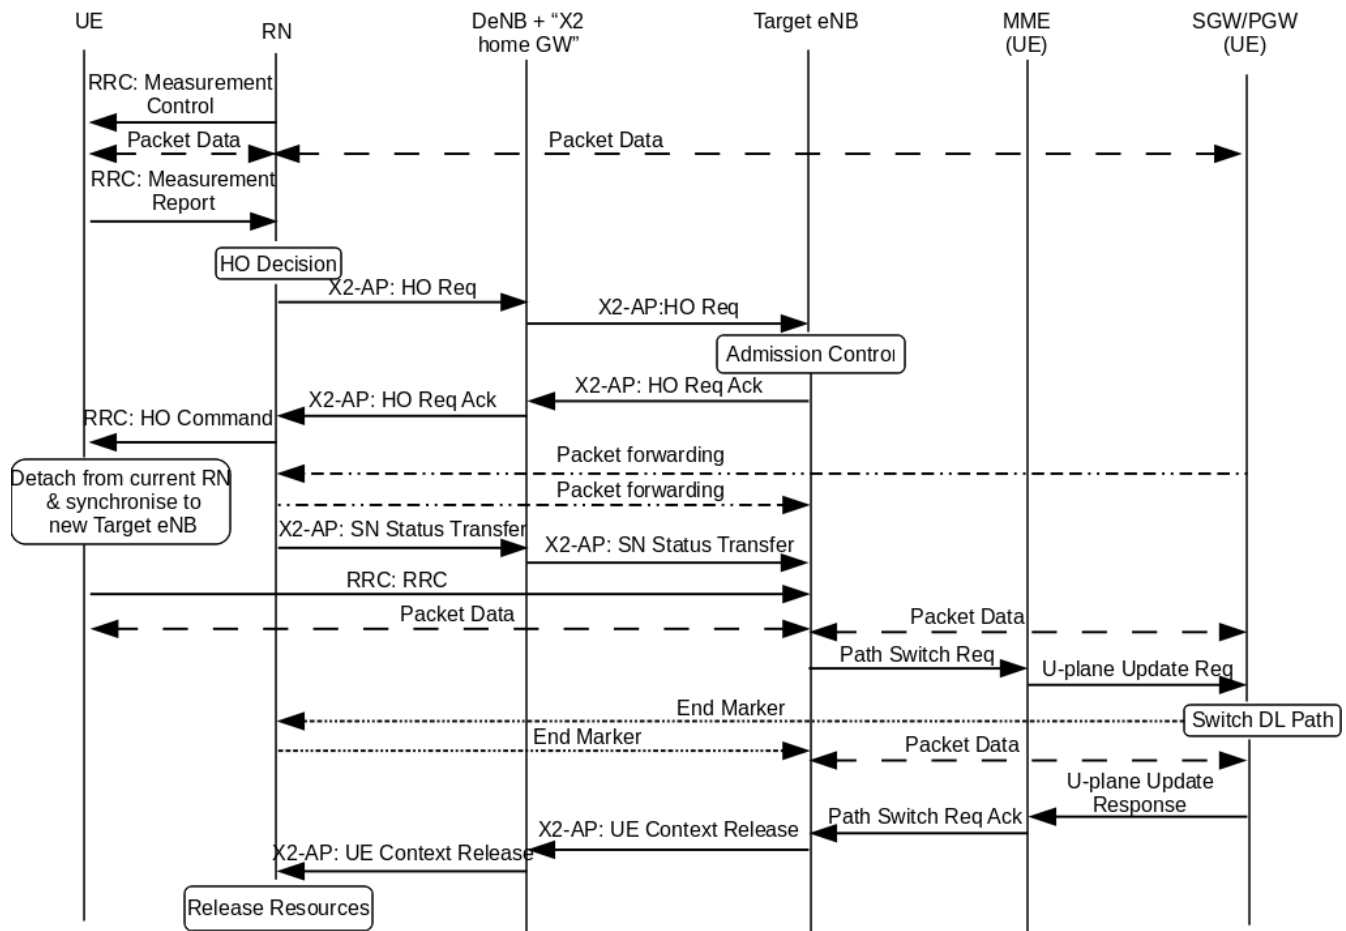 UE
RN
DeNB + “X2
home GW”
Target eNB
MME
(UE)
SGW/PGW
(UE)
RRC: Measurement
Control
Packet Data
Packet Data
RRC: Measurement
Report
HO Decision
X2-AP: HO Req
X2-AP:HO Req
Admission Control
X2-AP: HO Req Ack
X2-AP: HO Req Ack
RRC: HO Command
Packet forwarding
Detach from current RN
& synchronise to
new Target eNB
Packet forwarding
X2-AP: SN Status Transfer
X2-AP: SN Status Transfer
RRC: RRC
Packet Data
Packet Data
Path Switch Req
U-plane Update Req
End Marker
Switch DL Path
End Marker
Packet Data
U-plane Update
Response
Path Switch Req Ack
X2-AP: UE Context Release
X2-AP: UE Context Release
Release Resources